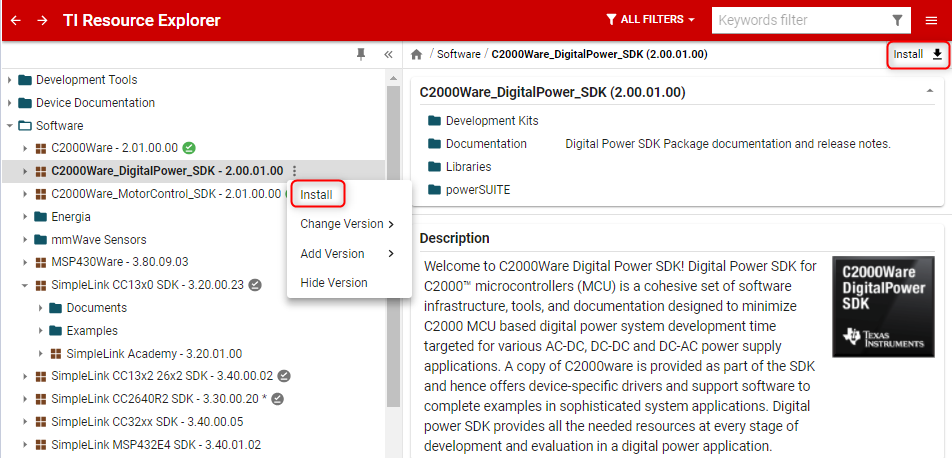 TI Resource Explorer
ALL FILTERS
Keywords filter
/ Software / C2000Ware_DigitalPower_SDK (2.00.01.00)
Install
Development Tools
Device Documentation
Software
C2000Ware - 2.01.00.00
C2000Ware_DigitalPower_SDK - 2.00.01.00
C2000Ware_MotorControl_SDK - 2.01.00.00
Energia
mmWave Sensors
MSP430Ware - 3.80.09.03
SimpleLink CC13x0 SDK - 3.20.00.23
Documents
Examples
SimpleLink Academy - 3.20.01.00
SimpleLink CC13x2 26x2 SDK - 3.40.00.02
SimpleLink CC2640R2 SDK - 3.30.00.20 *
SimpleLink CC32xx SDK - 3.40.00.05
SimpleLink MSP432E4 SDK - 3.40.01.02
Install
Change Version
Add Version
Hide Version
C2000Ware_DigitalPower_SDK (2.00.01.00)
Development Kits
Documentation Digital Power SDK Package documentation and release notes.
Libraries
powerSUITE
Description
Welcome to C2000Ware Digital Power SDK! Digital Power SDK for
C2000™ microcontrollers (MCU) is a cohesive set of software
infrastructure, tools, and documentation designed to minimize
C2000 MCU based digital power system development time
targeted for various AC-DC, DC-DC and DC-AC power supply
applications. A copy of C2000ware is provided as part of the SDK
and hence offers device-specific drivers and support software to
complete examples in sophisticated system applications. Digital
power SDK provides all the needed resources at every stage of
development and evaluation in a digital power application.
C2000Ware
DigitalPower
SDK
TEXAS
INSTRUMENTS